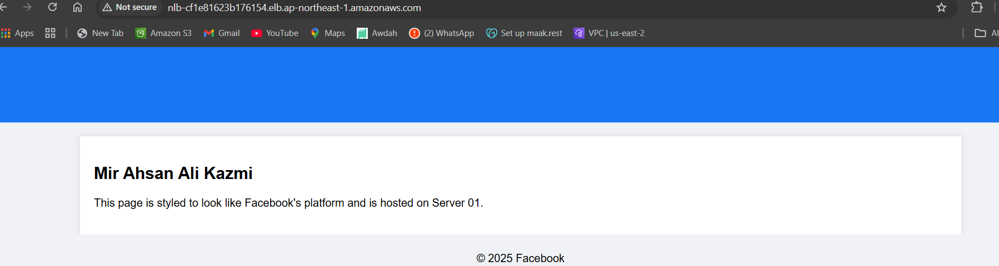 Not secure nlb-cf1e81623b176154.elb.ap-northeast-1.amazonaws.com
Apps New Tab Amazon S3 Gmail YouTube Maps Awdah (2) WhatsApp Set up maak.rest VPC | us-east-2 Al
Mir Ahsan Ali Kazmi
This page is styled to look like Facebook's platform and is hosted on Server 01.
© 2025 Facebook